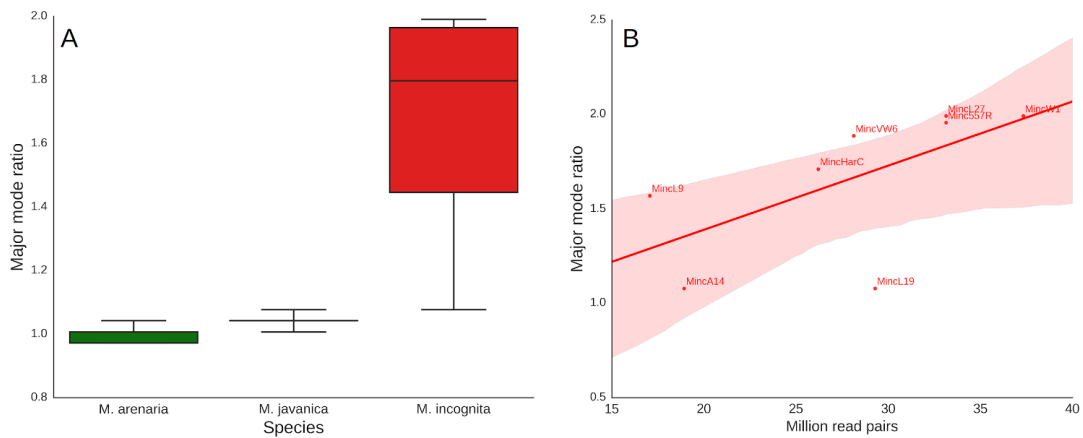 A
2.0
1.8
1.6
1.4
1.2
1.0
0.8
Major mode ratio
M. arenaria
M. javanica
M. incognita
Species
B
2.5
2.0
1.5
1.0
0.5
Major mode ratio
MincL27
Minc557R
MincW1
MincVW6
MincHarC
MincL9
MincA14
MincL19
15
20
25
30
35
40
Million read pairs